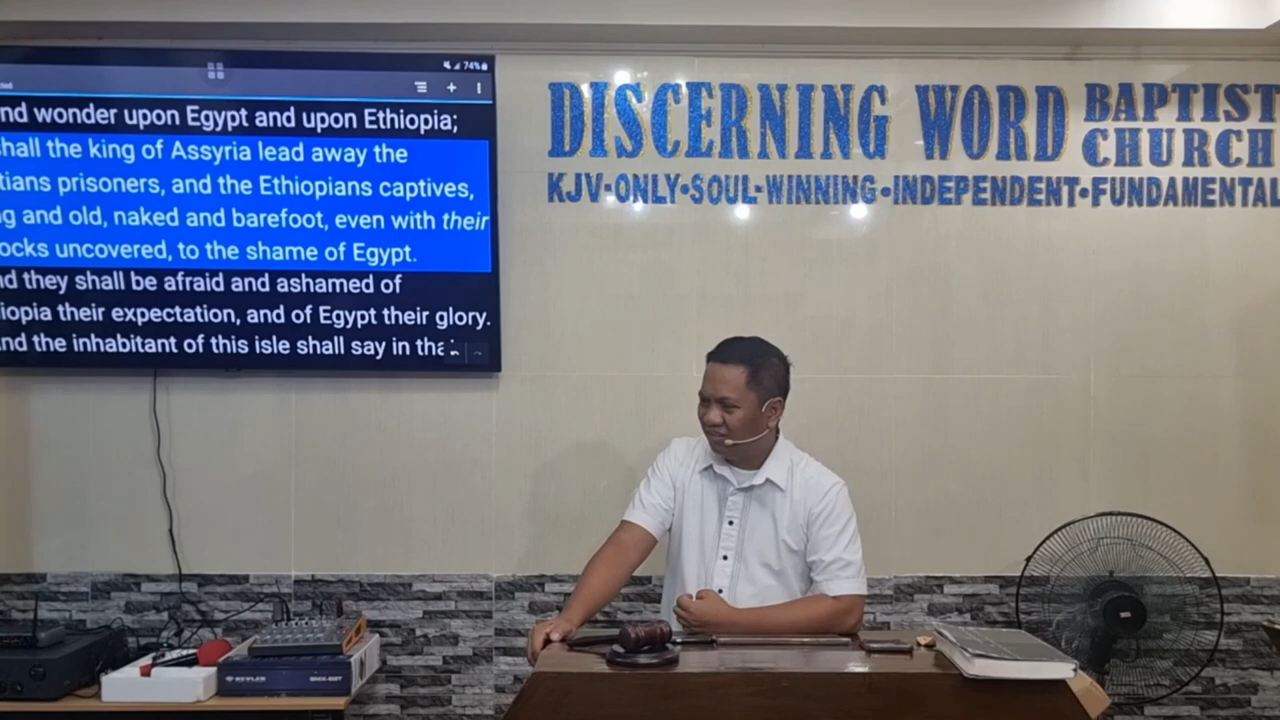 74%
nd wonder upon Egypt and upon Ethiopia;
hall the king of Assyria lead away the
tians prisoners, and the Ethiopians captives,
g and old, naked and barefoot, even with their
ocks uncovered, to the shame of Egypt.
d they shall be afraid and ashamed of
iopia their expectation, and of Egypt their glory.
nd the inhabitant of this isle shall say in tha
DISCERNING WORD BAPTIST
CHURCH
KJV-ONLY•SOUL-WINNING•INDEPENDENT•FUNDAMENTAL
KEVLER